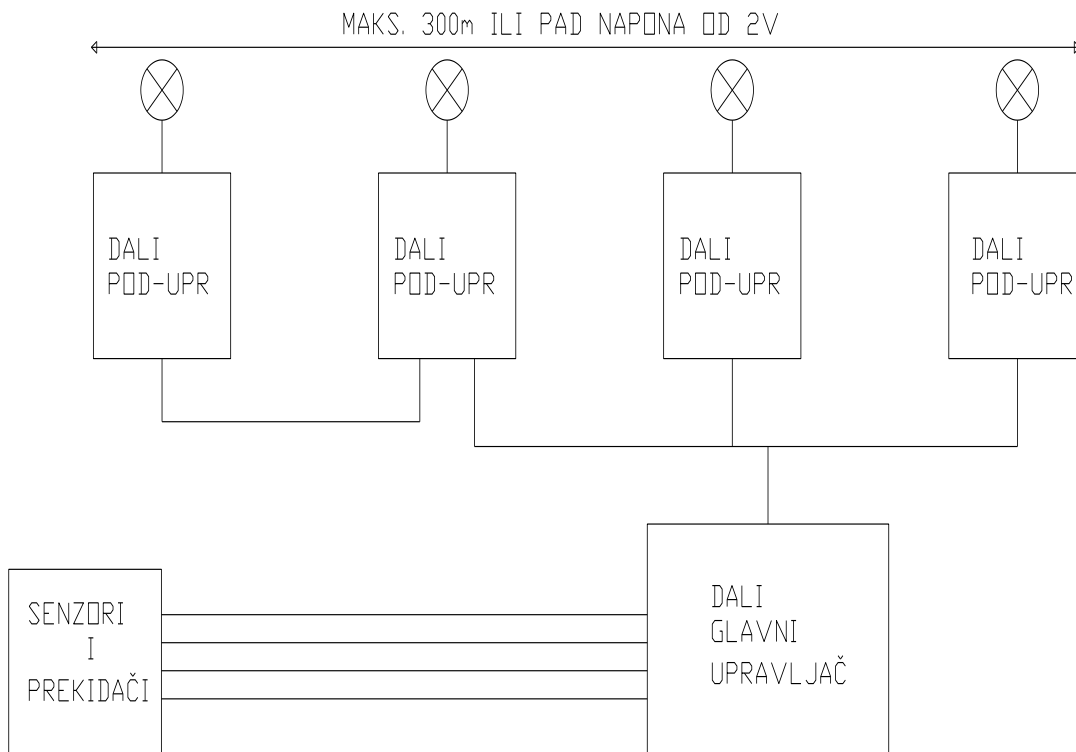 MAKS. 300m ILI PAD NAPONA OD 2V
DALI
POD-UPR
DALI
POD-UPR
DALI
POD-UPR
DALI
POD-UPR
SENZORI
I
PREKIDAČI
DALI
GLAVNI
UPRAVLJAČ